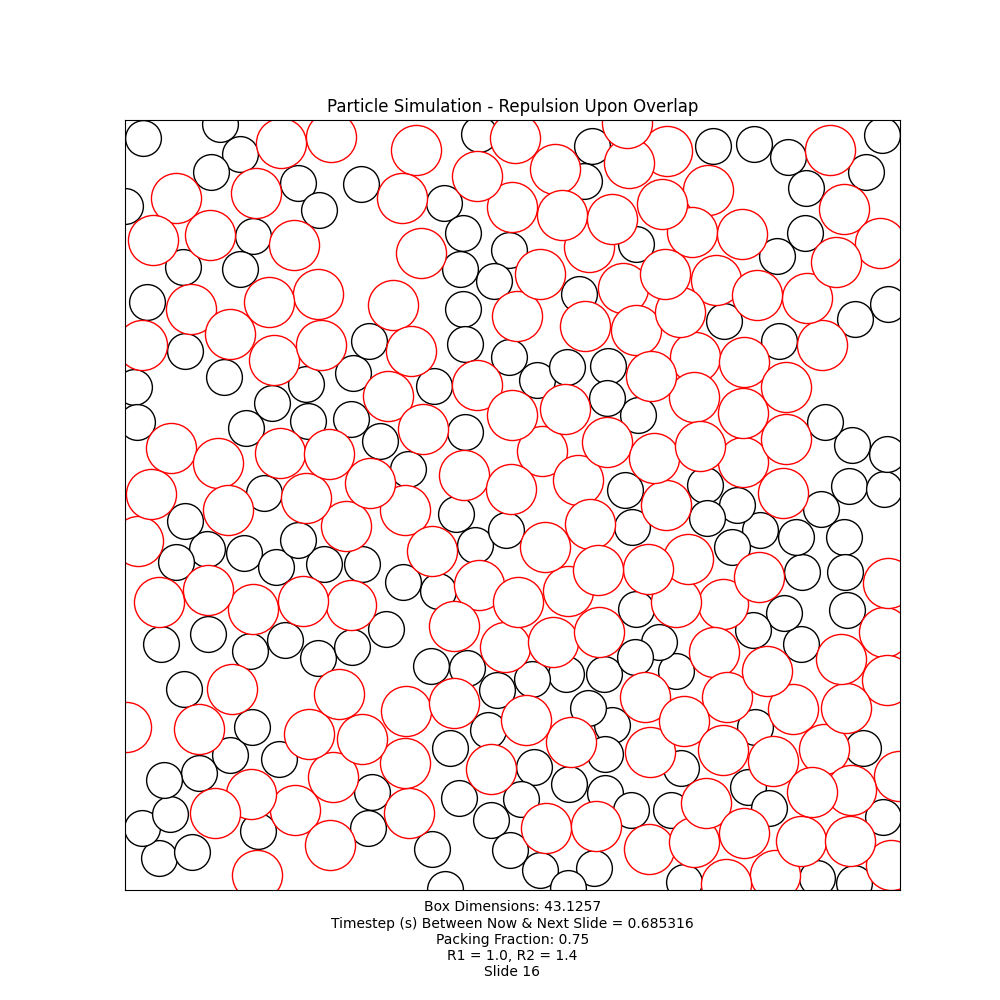 Particle Simulation - Repulsion Upon Overlap
Box Dimensions: 43.1257
Timestep (s) Between Now & Next Slide = 0.685316
Packing Fraction: 0.75
R1 = 1.0, R2 = 1.4
Slide 16